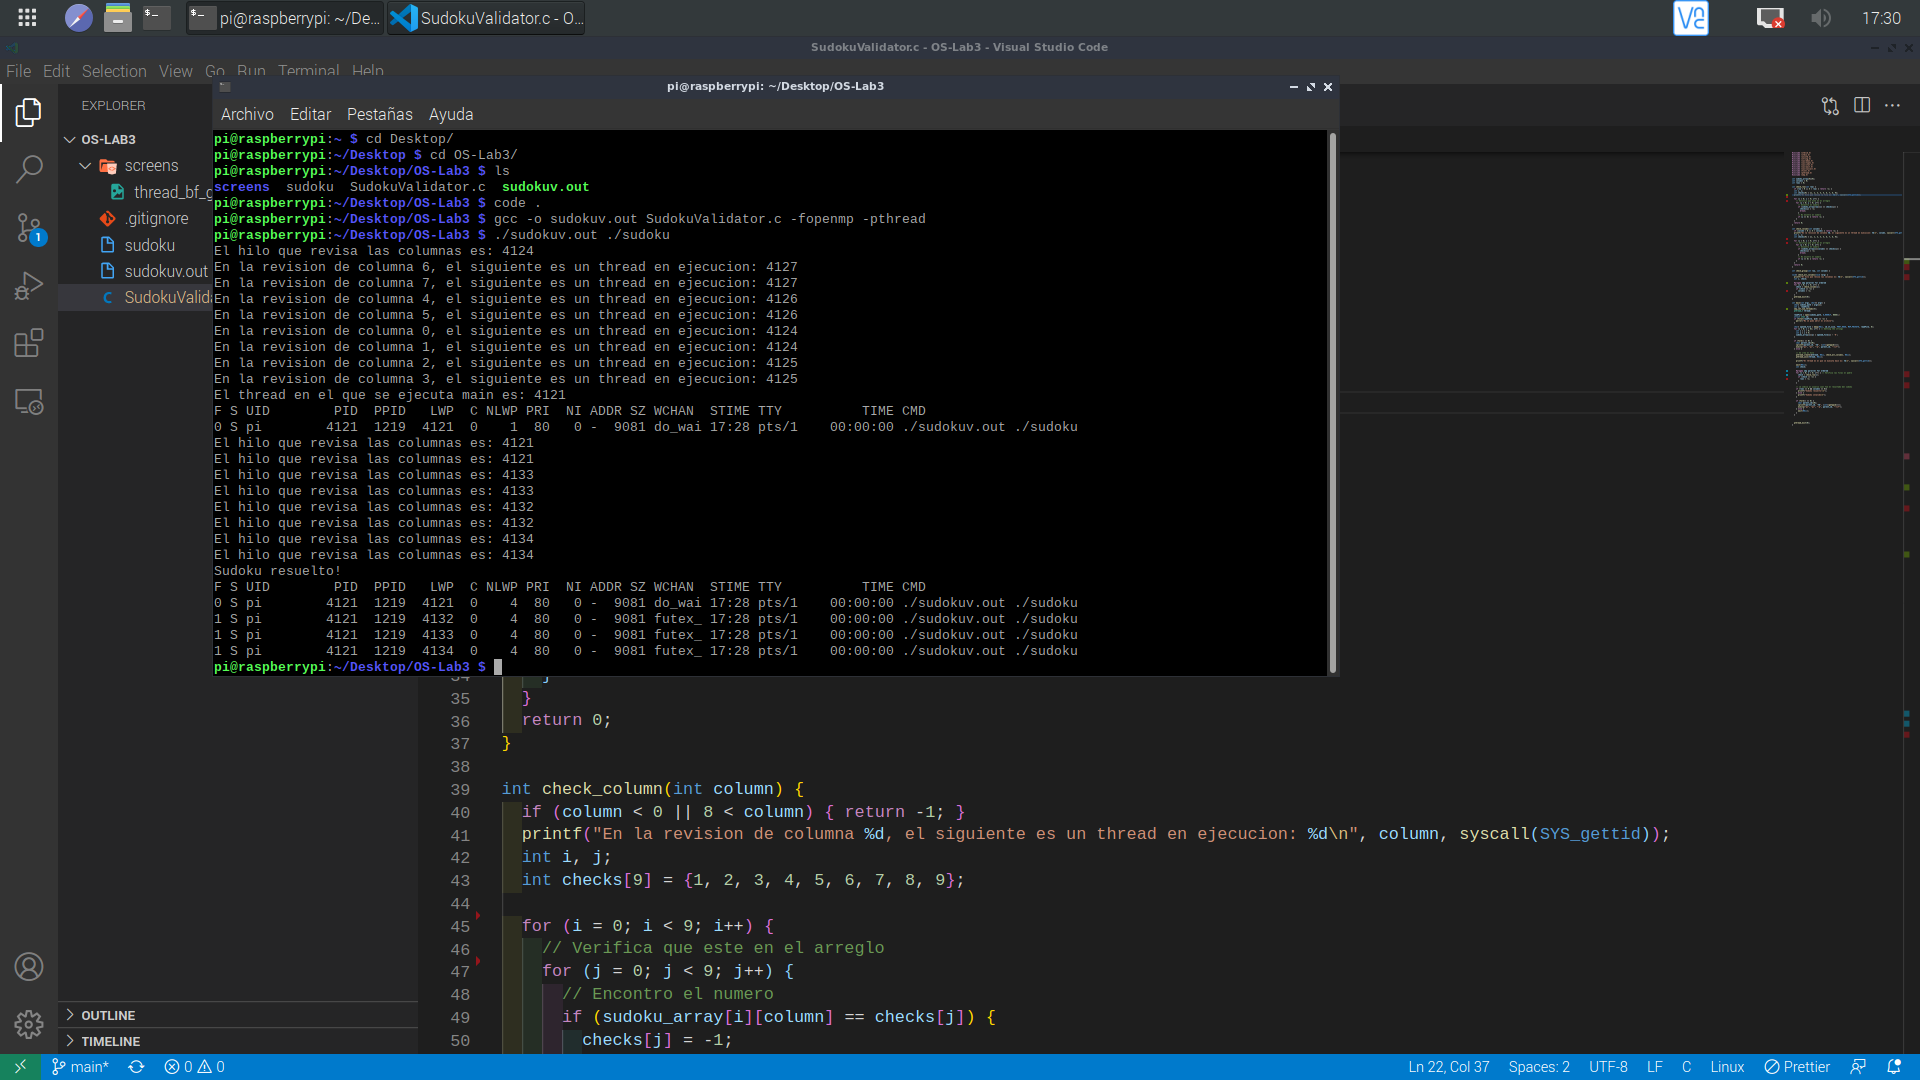 pi@raspberrypi: ~/De...
SudokuValidator.c - O...
17:30
SudokuValidator.c - OS-Lab3 - Visual Studio Code
File Edit Selection View Go Run Terminal Help
pi@raspberrypi: ~/Desktop/OS-Lab3
EXPLORER
Archivo Editar Pestañas Ayuda
OS-LAB3
screens
thread_bf_
.gitignore
sudoku
sudokuv.out
C SudokuValid
1
pi@raspberrypi:~ $ cd Desktop/
pi@raspberrypi:~/Desktop $ cd OS-Lab3/
pi@raspberrypi:~/Desktop/OS-Lab3 $ ls
screens  sudoku  SudokuValidator.c  sudokuv.out
pi@raspberrypi:~/Desktop/OS-Lab3 $ code .
pi@raspberrypi:~/Desktop/OS-Lab3 $ gcc -o sudokuv.out SudokuValidator.c -fopenmp -pthread
pi@raspberrypi:~/Desktop/OS-Lab3 $ ./sudokuv.out ./sudoku
El hilo que revisa las columnas es: 4124
En la revision de columna 6, el siguiente es un thread en ejecucion: 4127
En la revision de columna 7, el siguiente es un thread en ejecucion: 4127
En la revision de columna 4, el siguiente es un thread en ejecucion: 4126
En la revision de columna 5, el siguiente es un thread en ejecucion: 4126
En la revision de columna 0, el siguiente es un thread en ejecucion: 4124
En la revision de columna 1, el siguiente es un thread en ejecucion: 4124
En la revision de columna 2, el siguiente es un thread en ejecucion: 4125
En la revision de columna 3, el siguiente es un thread en ejecucion: 4125
El thread en el que se ejecuta main es: 4121
F S UID        PID  PPID   LWP  C NLWP PRI  NI ADDR SZ WCHAN  STIME TTY          TIME CMD
0 S pi       4121  1219  4121  0    1  80   0 -  9081 do_wai 17:28 pts/1    00:00:00 ./sudokuv.out ./sudoku
El hilo que revisa las columnas es: 4121
El hilo que revisa las columnas es: 4121
El hilo que revisa las columnas es: 4133
El hilo que revisa las columnas es: 4133
El hilo que revisa las columnas es: 4132
El hilo que revisa las columnas es: 4132
El hilo que revisa las columnas es: 4134
El hilo que revisa las columnas es: 4134
Sudoku resuelto!
F S UID        PID  PPID   LWP  C NLWP PRI  NI ADDR SZ WCHAN  STIME TTY          TIME CMD
0 S pi       4121  1219  4121  0    4  80   0 -  9081 do_wai 17:28 pts/1    00:00:00 ./sudokuv.out ./sudoku
1 S pi       4121  1219  4132  0    4  80   0 -  9081 futex_ 17:28 pts/1    00:00:00 ./sudokuv.out ./sudoku
1 S pi       4121  1219  4133  0    4  80   0 -  9081 futex_ 17:28 pts/1    00:00:00 ./sudokuv.out ./sudoku
1 S pi       4121  1219  4134  0    4  80   0 -  9081 futex_ 17:28 pts/1    00:00:00 ./sudokuv.out ./sudoku
pi@raspberrypi:~/Desktop/OS-Lab3 $
34 }
35 }
36 return 0;
37 }
38
39 int check_column(int column) {
40 if (column < 0 || 8 < column) { return -1; }
41 printf("En la revision de columna %d, el siguiente es un thread en ejecucion: %d\n", column, syscall(SYS_gettid));
42 int i, j;
43 int checks[9] = {1, 2, 3, 4, 5, 6, 7, 8, 9};
44
45 for (i = 0; i < 9; i++) {
46 // Verifica que este en el arreglo
47 for (j = 0; j < 9; j++) {
48 // Encontro el numero
49 if (sudoku_array[i][column] == checks[j]) {
50 checks[j] = -1;
OUTLINE
TIMELINE
main* 0 0 Ln 22, Col 37 Spaces: 2 UTF-8 LF C Linux Prettier